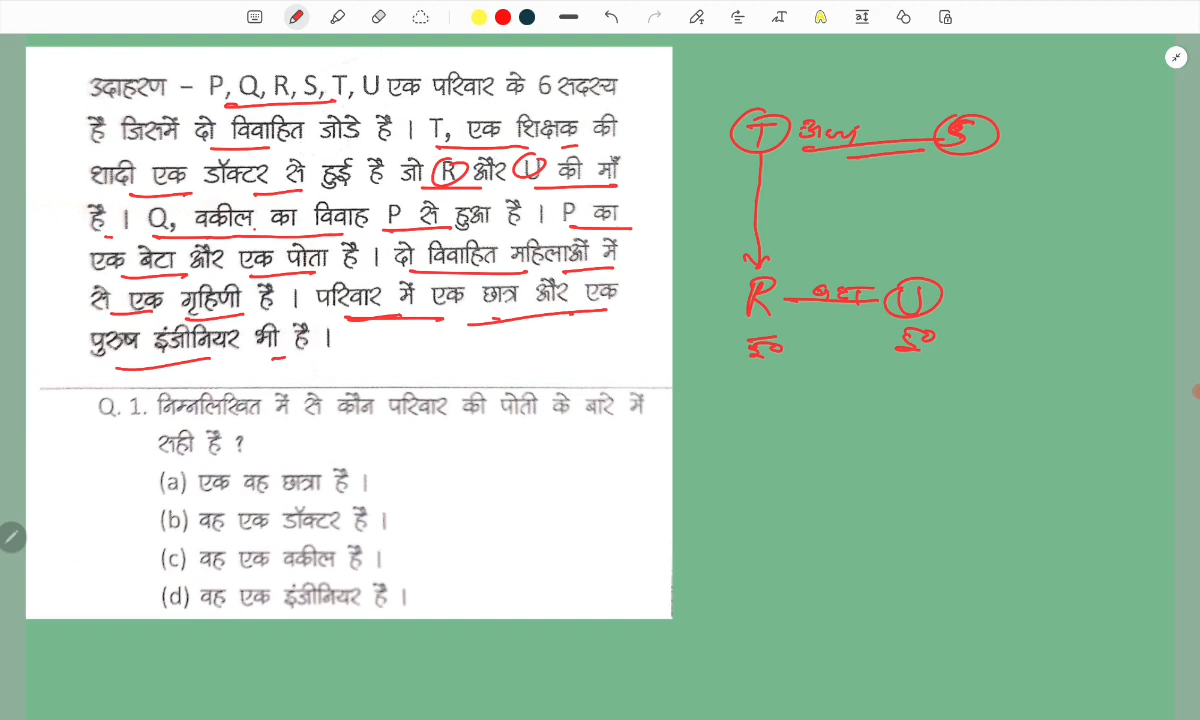 उदाहरण – P, Q, R, S, T, U एक परिवार के 6 सदस्य
है जिसमें दो विवाहित जोडे है । T, एक शिक्षक की
शादी एक डॉक्टर से हुई है जो R और U की माँ
है । Q, वकील का विवाह P से हुआ है । P का
एक बेटा और एक पोता है । दो विवाहित महिलाओं में
से एक गृहिणी है । परिवार में एक छात्र और एक
पुरुष इंजीनियर भी है ।
Q. 1. निम्नलिखित में से कौन परिवार की पोती के बारे में
सही है ?
(a) एक वह छात्रा है ।
(b) वह एक डॉक्टर है ।
(c) वह एक वकील है ।
(d) वह एक इंजीनियर है ।
T S
R U